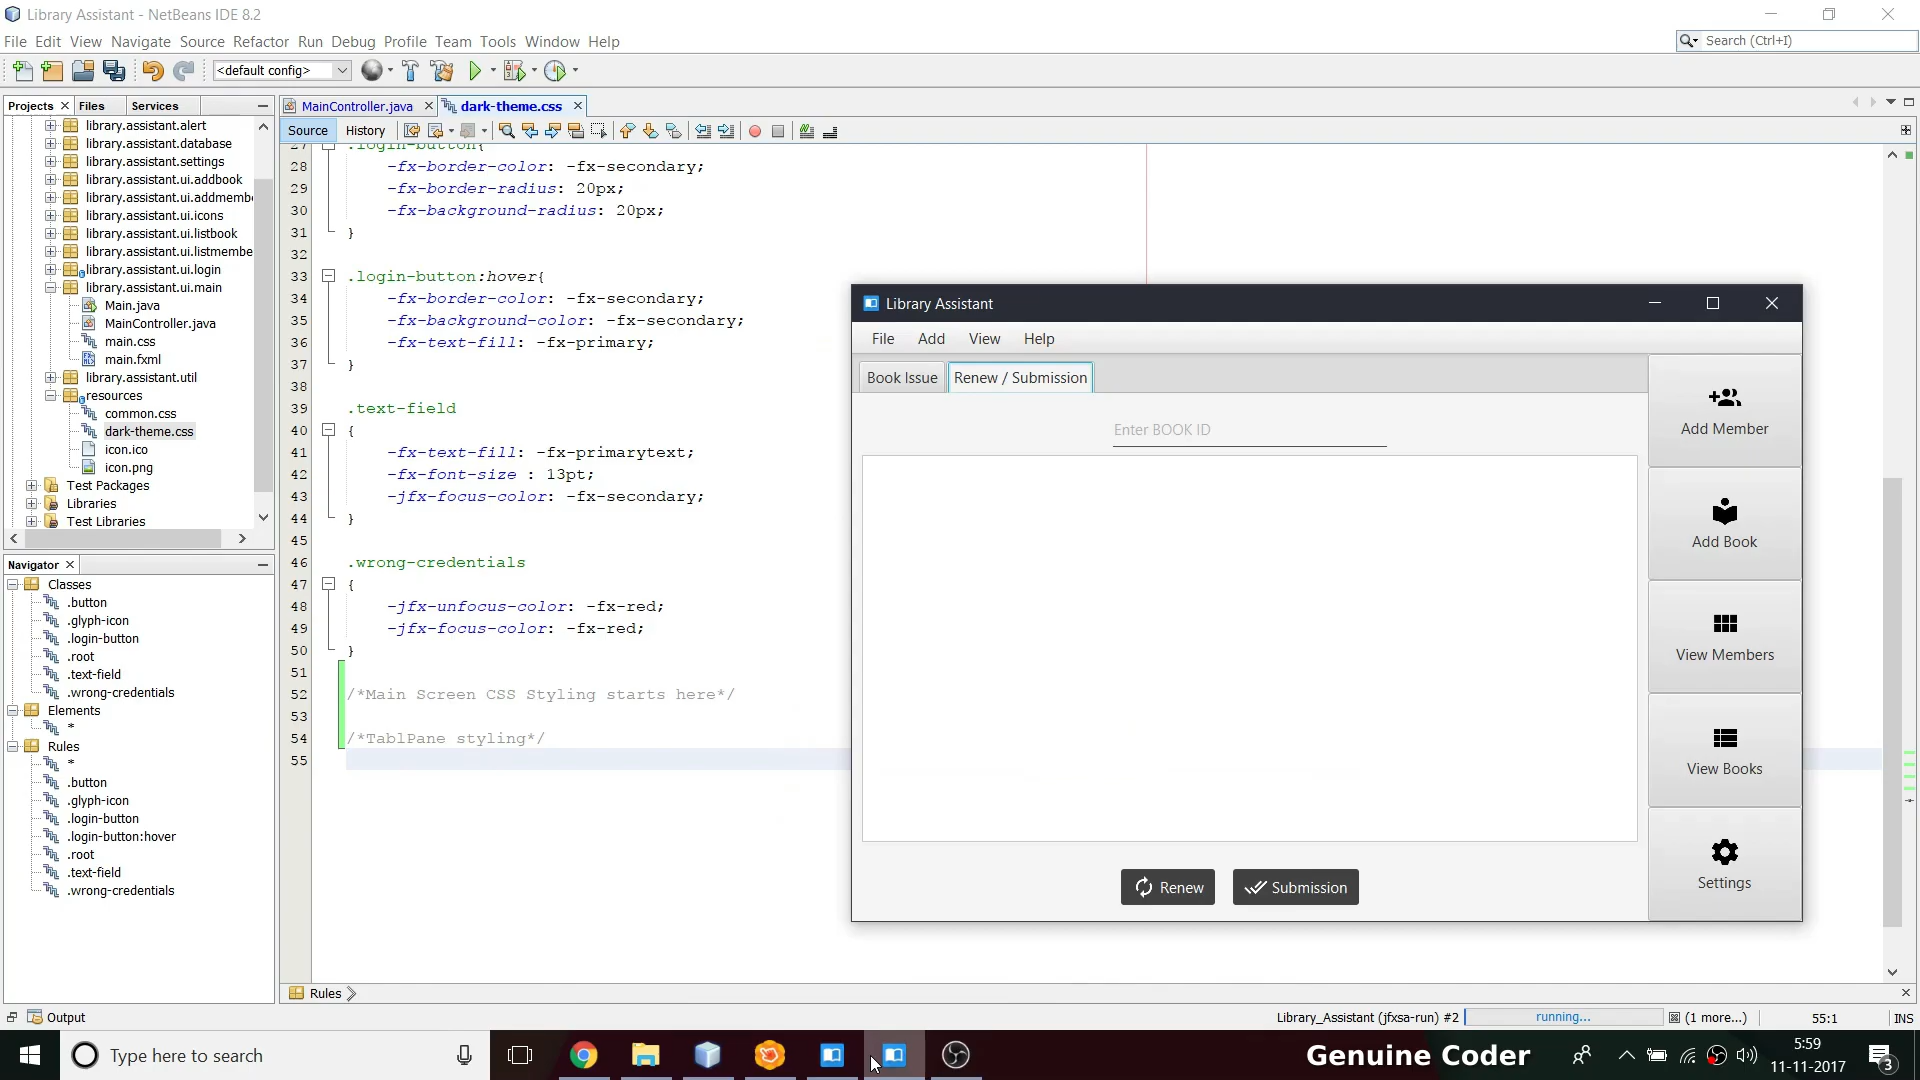 Library Assistant - NetBeans IDE 8.2
File Edit View Navigate Source Refactor Run Debug Profile Team Tools Window Help
Search (Ctrl+I)
<default config>
Projects Files Services
library.assistant.alert
library.assistant.database
library.assistant.settings
library.assistant.ui.addbook
library.assistant.ui.addmembe
library.assistant.ui.icons
library.assistant.ui.listbook
library.assistant.ui.listmembe
library.assistant.ui.login
library.assistant.ui.main
Main.java
MainController.java
main.css
main.fxml
library.assistant.util
resources
common.css
dark-theme.css
icon.ico
icon.png
Test Packages
Libraries
Test Libraries
Navigator
Classes
.button
.glyph-icon
.login-button
.root
.text-field
.wrong-credentials
Elements
*
Rules
*
.button
.glyph-icon
.login-button
.login-button:hover
.root
.text-field
.wrong-credentials
MainController.java dark-theme.css
Source History
27 .login-button{
28 -fx-border-color: -fx-secondary;
29 -fx-border-radius: 20px;
30 -fx-background-radius: 20px;
31 }
32
33 .login-button:hover{
34 -fx-border-color: -fx-secondary;
35 -fx-background-color: -fx-secondary;
36 -fx-text-fill: -fx-primary;
37 }
38
39 .text-field
40 {
41 -fx-text-fill: -fx-primarytext;
42 -fx-font-size : 13pt;
43 -jfx-focus-color: -fx-secondary;
44 }
45
46 .wrong-credentials
47 {
48 -jfx-unfocus-color: -fx-red;
49 -jfx-focus-color: -fx-red;
50 }
51
52 /*Main Screen CSS Styling starts here*/
53
54 /*TablPane styling*/
55
Library Assistant
File Add View Help
Book Issue Renew / Submission
Enter BOOK ID
Renew Submission
Add Member
Add Book
View Members
View Books
Settings
Rules
Output
Library_Assistant (jfxsa-run) #2 running... (1 more...) 55:1 INS
Type here to search
Genuine Coder
5:59
11-11-2017
3